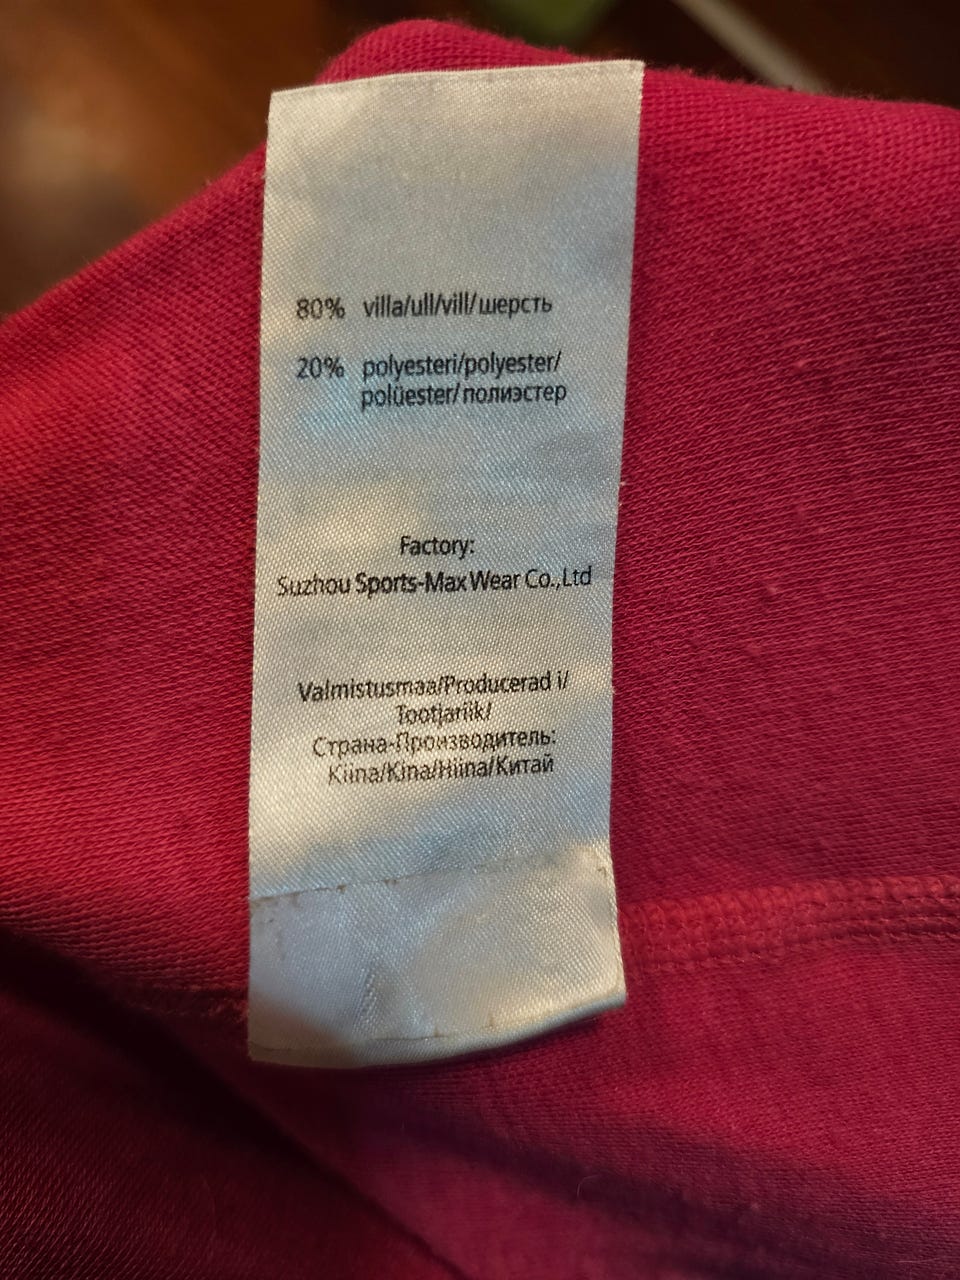 80% villa/ull/vill/шерсть
20% polyesteri/polyester/
polüester/полиэстер
Factory:
Suzhou Sports-Max Wear Co.,Ltd
Valmistusmaa/Producerad i/
Tootjariik/
Страна-Производитель:
Kiina/Kina/Hiina/Китай